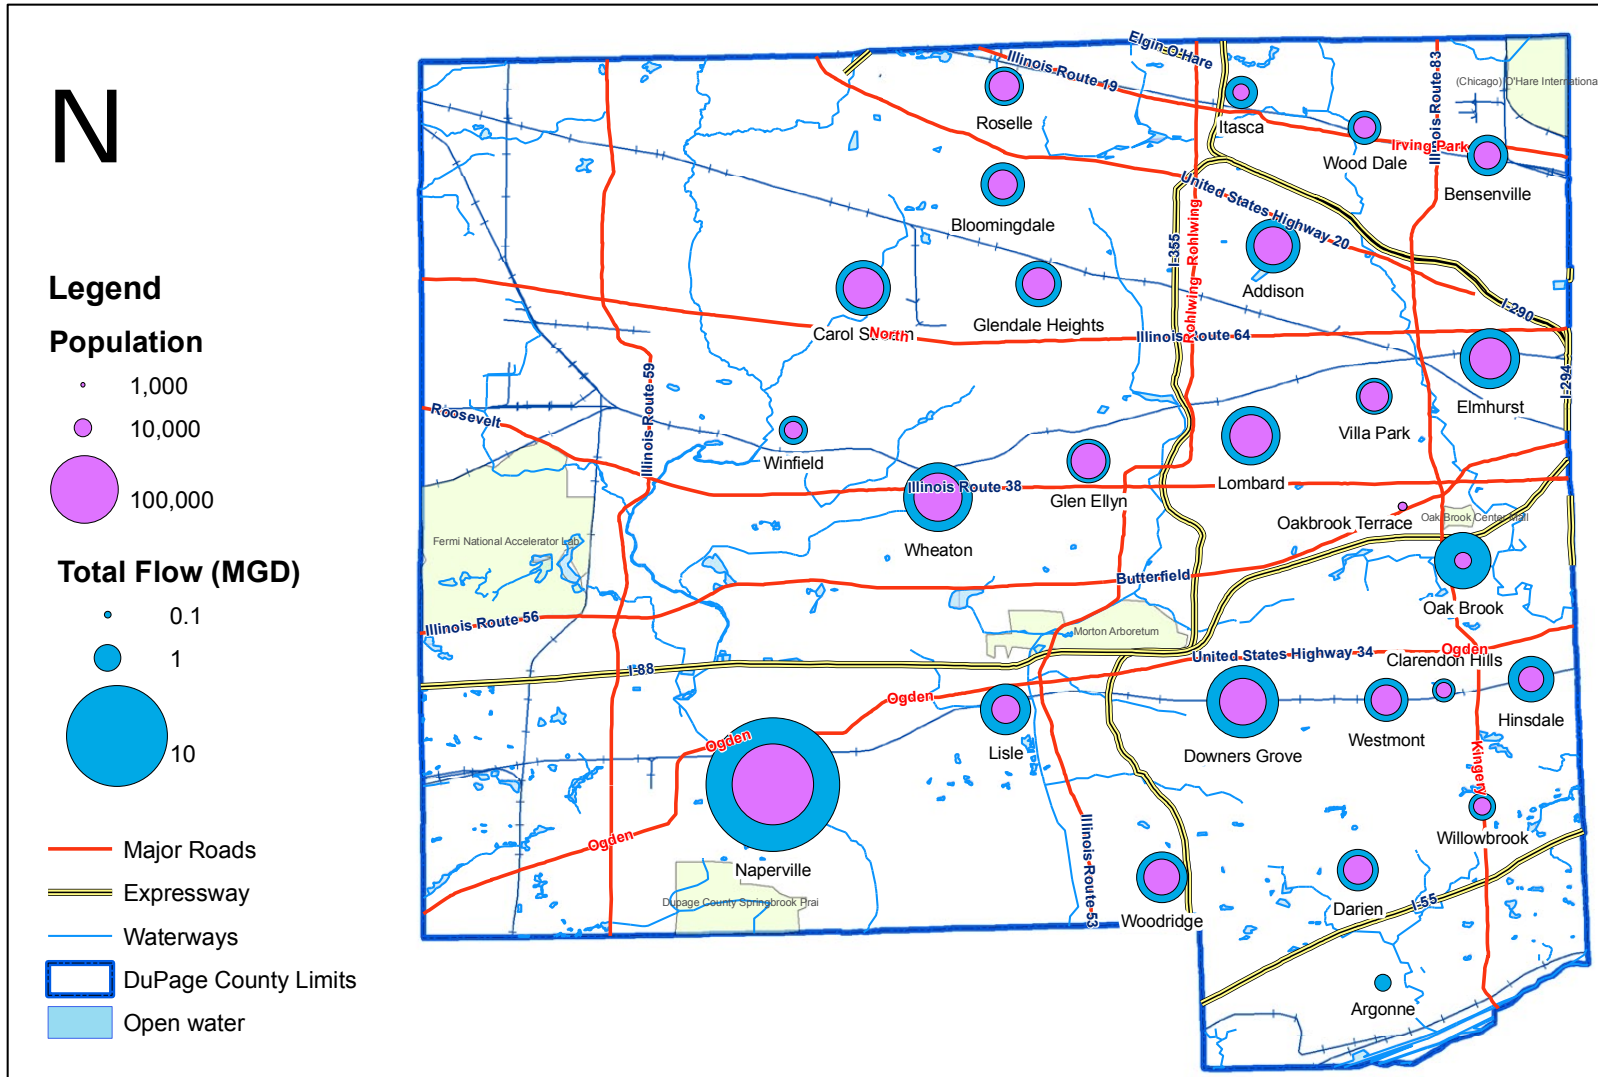 N
Legend
Population
1,000
10,000
100,000
Total Flow (MGD)
0.1
1
10
Major Roads
Expressway
Waterways
DuPage County Limits
Open water
Elgin O'Hare
Illinois Route 19
Illinois Route 83
(Chicago) O'Hare Internationa
Roselle
Itasca
Wood Dale
Irving Park
Bensenville
Bloomingdale
United States Highway 20
I-355
Rohlwing
Rohlwing
Addison
Carol
North
Glendale Heights
Illinois Route 64
I-290
I-294
Elmhurst
Villa Park
Illinois Route 59
Roosevelt
Winfield
Illinois Route 38
Wheaton
Glen Ellyn
Lombard
Oakbrook Terrace
Oak Brook Center Mall
Fermi National Accelerator Lab
Butterfield
Oak Brook
Illinois Route 56
Morton Arboretum
I-88
United States Highway 34
Ogden
Clarendon Hills
Ogden
Lisle
Downers Grove
Westmont
Hinsdale
Ogden
Kingery
Ogden
Willowbrook
Naperville
Illinois Route 53
Dupage County Springbrook Prai
Woodridge
Darien
I-55
Argonne